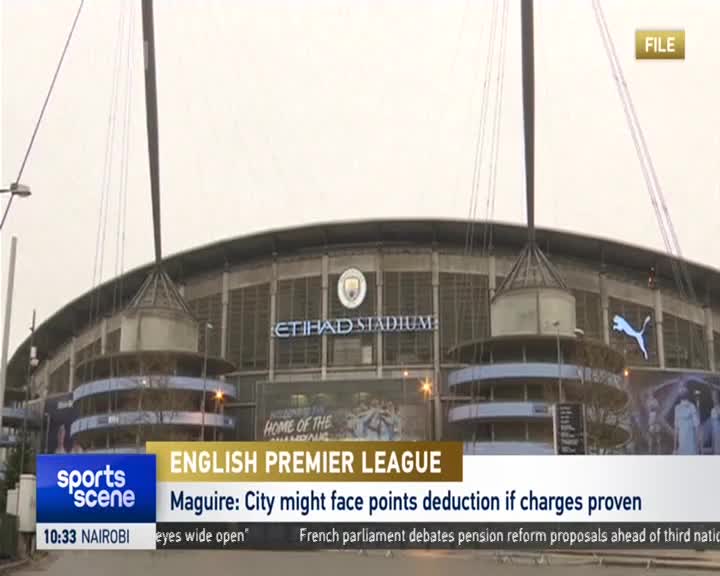 FILE
ETIHAD STADIUM
HOME OF THE
CHAMPIONS
ENGLISH PREMIER LEAGUE
sports
scene
Maguire: City might face points deduction if charges proven
10:33 NAIROBI
eyes wide open" French parliament debates pension reform proposals ahead of third natio